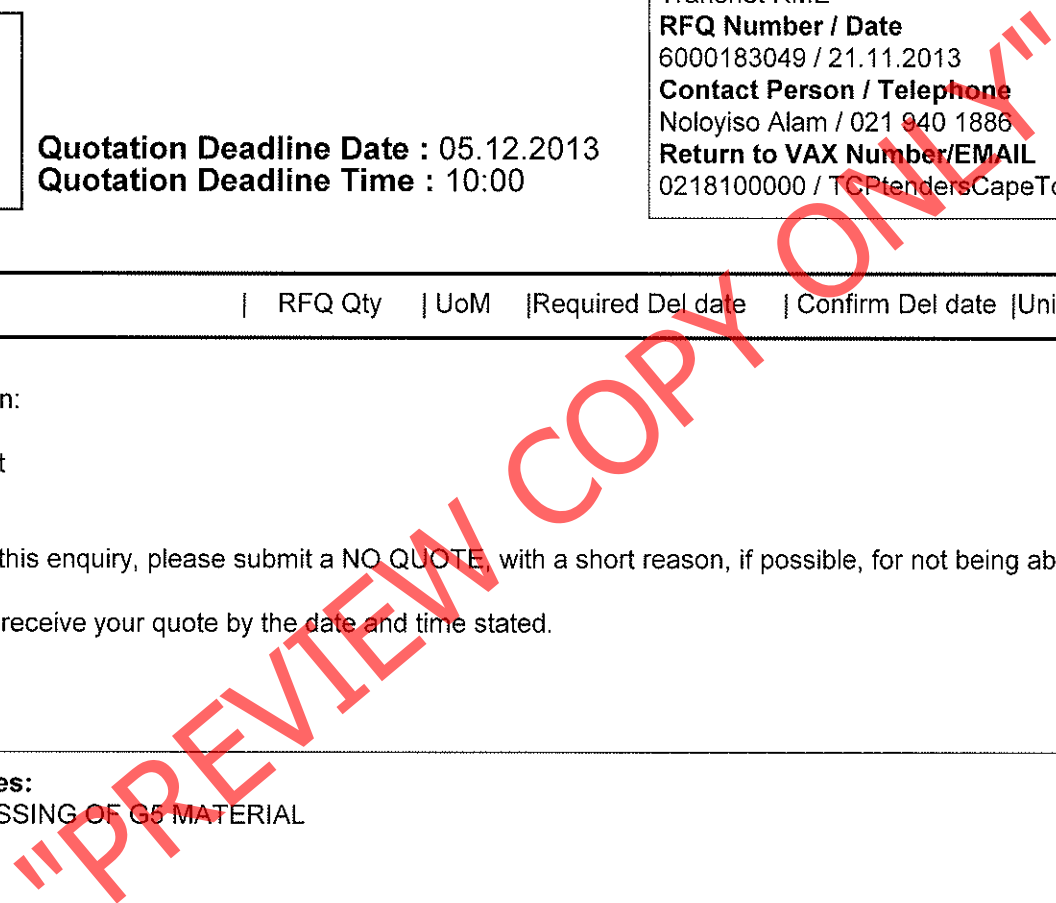 RFQ Number / Date
6000183049 / 21.11.2013
Contact Person / Telephone
Noloyiso Alam / 021 940 1886
Quotation Deadline Date : 05.12.2013
Return to VAX Number/EMAIL
Quotation Deadline Time : 10:00
0218100000 / TCPtendersCapeTo
| RFQ Qty | UoM |Required Del date | Confirm Del date |Uni
n:
t
this enquiry, please submit a NO QUOTE, with a short reason, if possible, for not being ab
receive your quote by the date and time stated.
es:
SSING OF G5 MATERIAL
"PREVIEW COPY ONLY"